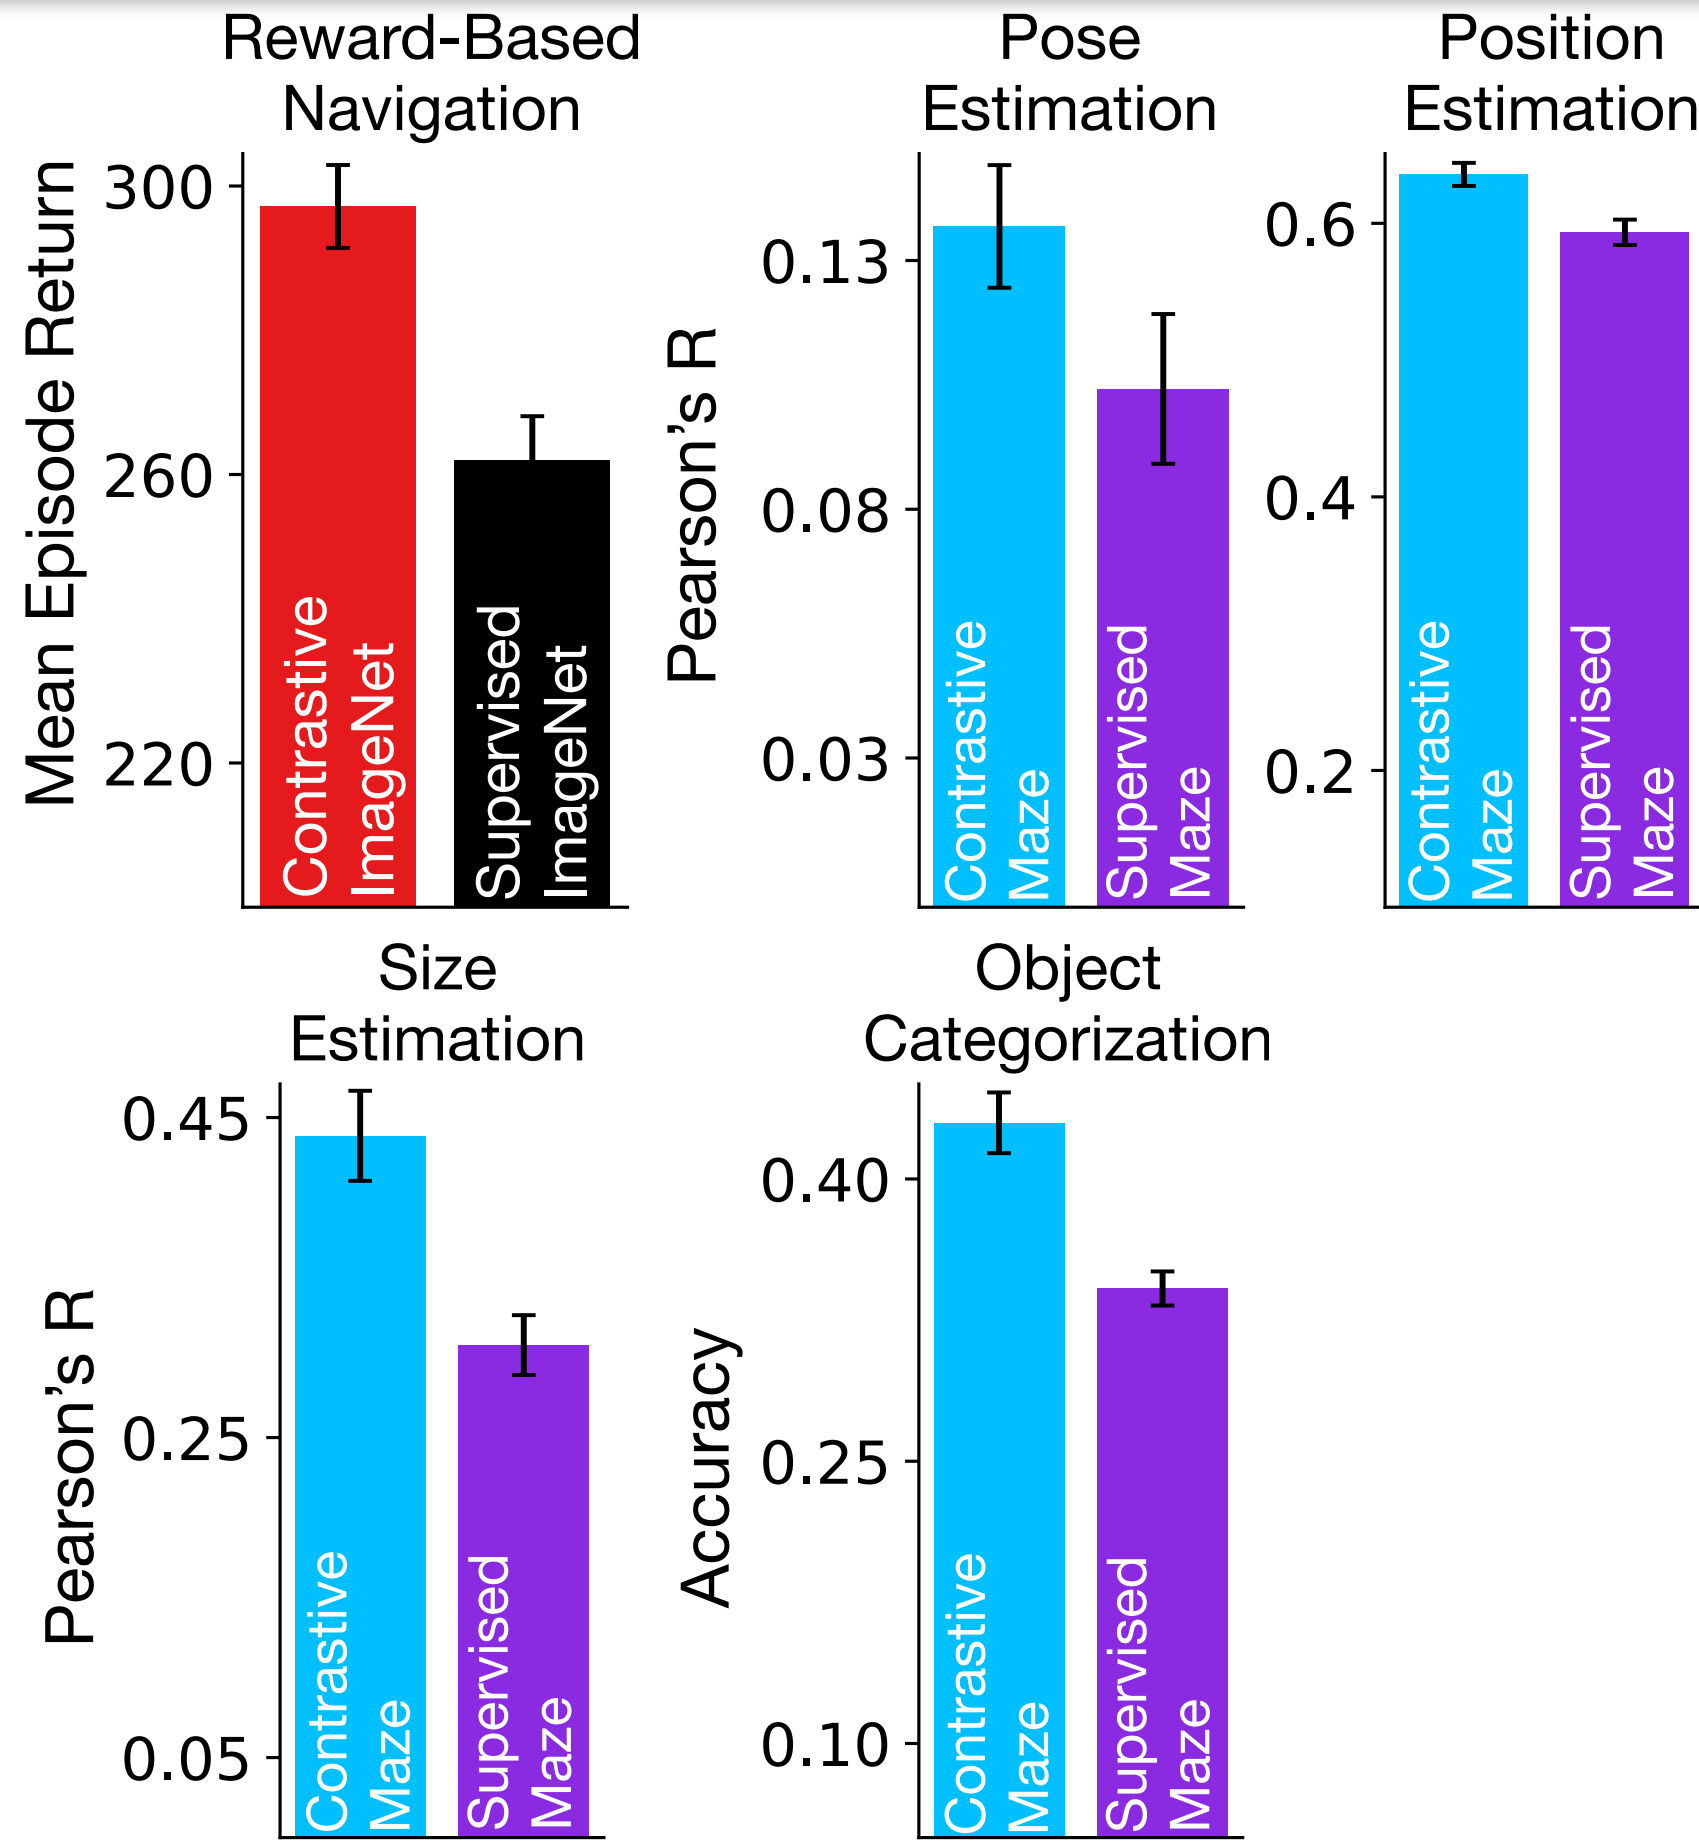 Reward-Based
Navigation
Mean Episode Return
300
260
220
Contrastive
ImageNet
Supervised
ImageNet
Pose
Estimation
Pearson’s R
0.13
0.08
0.03
Contrastive
Maze
Supervised
Maze
Position
Estimation
0.6
0.4
0.2
Contrastive
Maze
Supervised
Maze
Size
Estimation
Pearson’s R
0.45
0.25
0.05
Contrastive
Maze
Supervised
Maze
Object
Categorization
Accuracy
0.40
0.25
0.10
Contrastive
Maze
Supervised
Maze